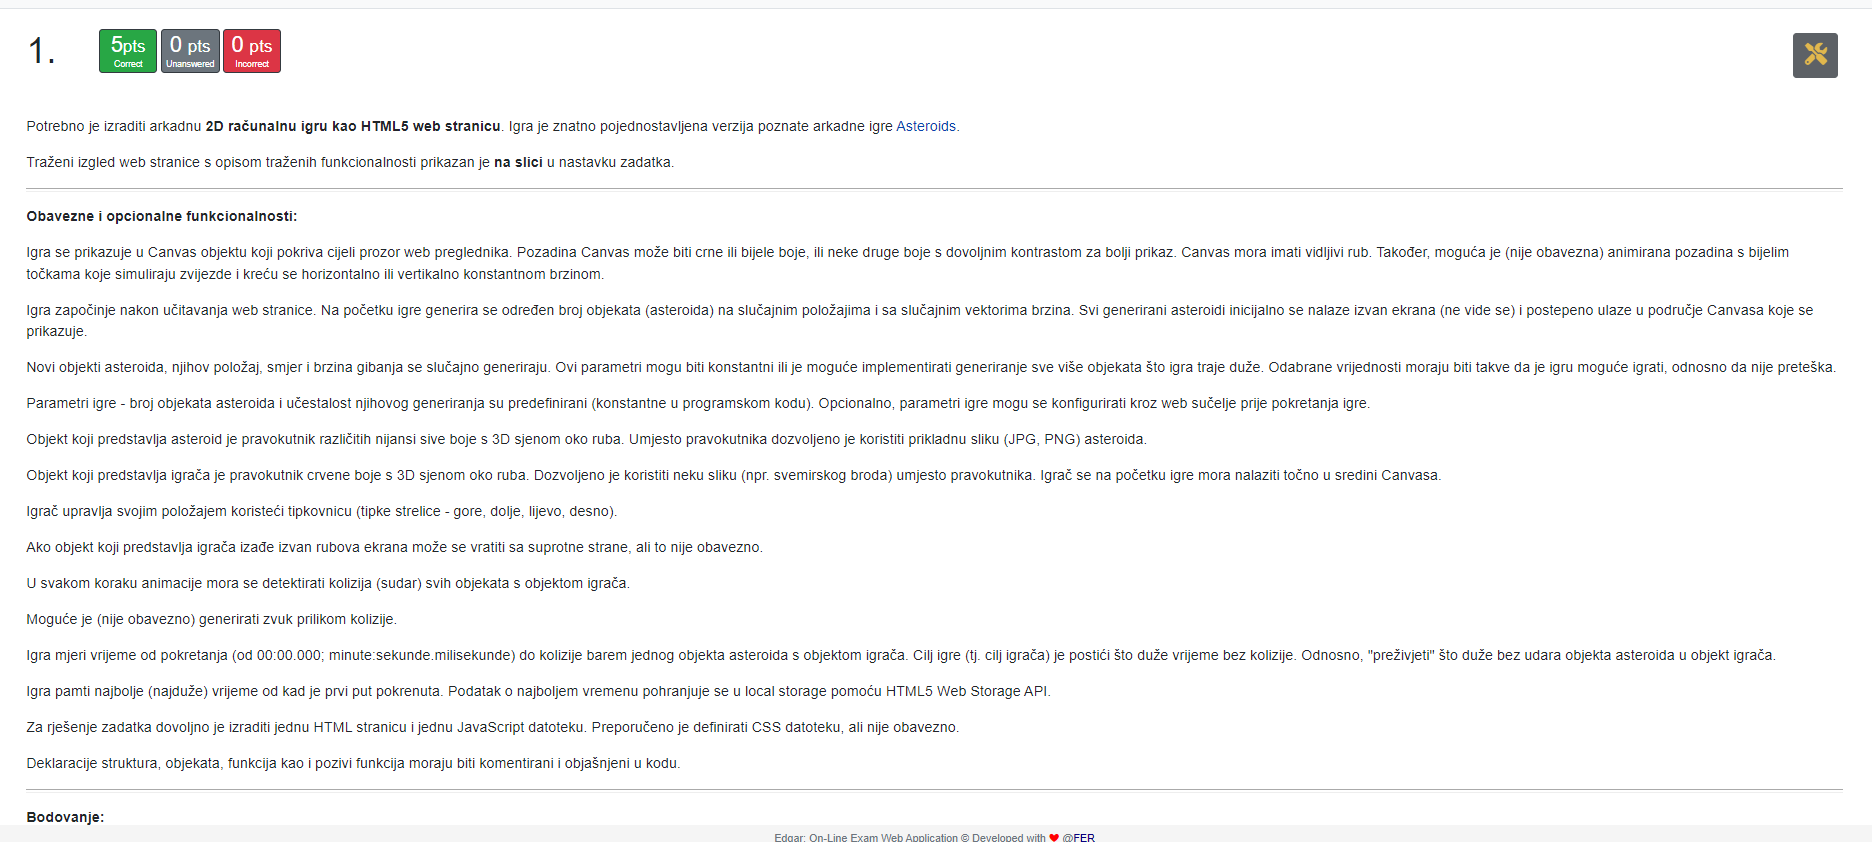 1.
5pts
Correct
0 pts
Unanswered
0 pts
Incorrect
Potrebno je izraditi arkadnu 2D računalnu igru kao HTML5 web stranicu. Igra je znatno pojednostavljena verzija poznate arkadne igre Asteroids.
Traženi izgled web stranice s opisom traženih funkcionalnosti prikazan je na slici u nastavku zadatka.
Obavezne i opcionalne funkcionalnosti:
Igra se prikazuje u Canvas objektu koji pokriva cijeli prozor web preglednika. Pozadina Canvas može biti crne ili bijele boje, ili neke druge boje s dovoljnim kontrastom za bolji prikaz. Canvas mora imati vidljivi rub. Također, moguća je (nije obavezna) animirana pozadina s bijelim
točkama koje simuliraju zvijezde i kreću se horizontalno ili vertikalno konstantnom brzinom.
Igra započinje nakon učitavanja web stranice. Na početku igre generira se određen broj objekata (asteroida) na slučajnim položajima i sa slučajnim vektorima brzina. Svi generirani asteroidi inicijalno se nalaze izvan ekrana (ne vide se) i postepeno ulaze u područje Canvasa koje se
prikazuje.
Novi objekti asteroida, njihov položaj, smjer i brzina gibanja se slučajno generiraju. Ovi parametri mogu biti konstantni ili je moguće implementirati generiranje sve više objekata što igra traje duže. Odabrane vrijednosti moraju biti takve da je igru moguće igrati, odnosno da nije preteška.
Parametri igre - broj objekata asteroida i učestalost njihovog generiranja su predefinirani (konstantne u programskom kodu). Opcionalno, parametri igre mogu se konfigurirati kroz web sučelje prije pokretanja igre.
Objekt koji predstavlja asteroid je pravokutnik različitih nijansi sive boje s 3D sjenom oko ruba. Umjesto pravokutnika dozvoljeno je koristiti prikladnu sliku (JPG, PNG) asteroida.
Objekt koji predstavlja igrača je pravokutnik crvene boje s 3D sjenom oko ruba. Dozvoljeno je koristiti neku sliku (npr. svemirskog broda) umjesto pravokutnika. Igrač se na početku igre mora nalaziti točno u sredini Canvasa.
Igrač upravlja svojim položajem koristeći tipkovnicu (tipke strelice - gore, dolje, lijevo, desno).
Ako objekt koji predstavlja igrača izađe izvan rubova ekrana može se vratiti sa suprotne strane, ali to nije obavezno.
U svakom koraku animacije mora se detektirati kolizija (sudar) svih objekata s objektom igrača.
Moguće je (nije obavezno) generirati zvuk prilikom kolizije.
Igra mjeri vrijeme od pokretanja (od 00:00.000; minute:sekunde.milisekunde) do kolizije barem jednog objekta asteroida s objektom igrača. Cilj igre (tj. cilj igrača) je postići što duže vrijeme bez kolizije. Odnosno, "preživjeti" što duže bez udara objekta asteroida u objekt igrača.
Igra pamti najbolje (najduže) vrijeme od kad je prvi put pokrenuta. Podatak o najboljem vremenu pohranjuje se u local storage pomoću HTML5 Web Storage API.
Za rješenje zadatka dovoljno je izraditi jednu HTML stranicu i jednu JavaScript datoteku. Preporučeno je definirati CSS datoteku, ali nije obavezno.
Deklaracije struktura, objekata, funkcija kao i pozivi funkcija moraju biti komentirani i objašnjeni u kodu.
Bodovanje:
Edgar: On-Line Exam Web Application © Developed with ❤ @FER